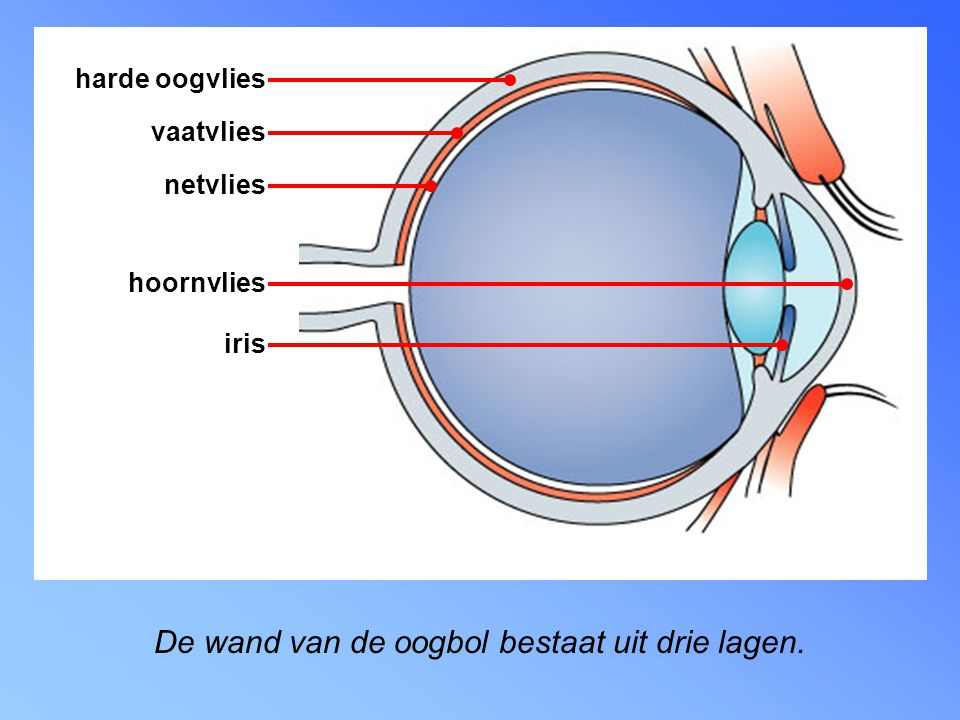 harde oogvlies
vaatvlies
netvlies
hoornvlies
iris
De wand van de oogbol bestaat uit drie lagen.